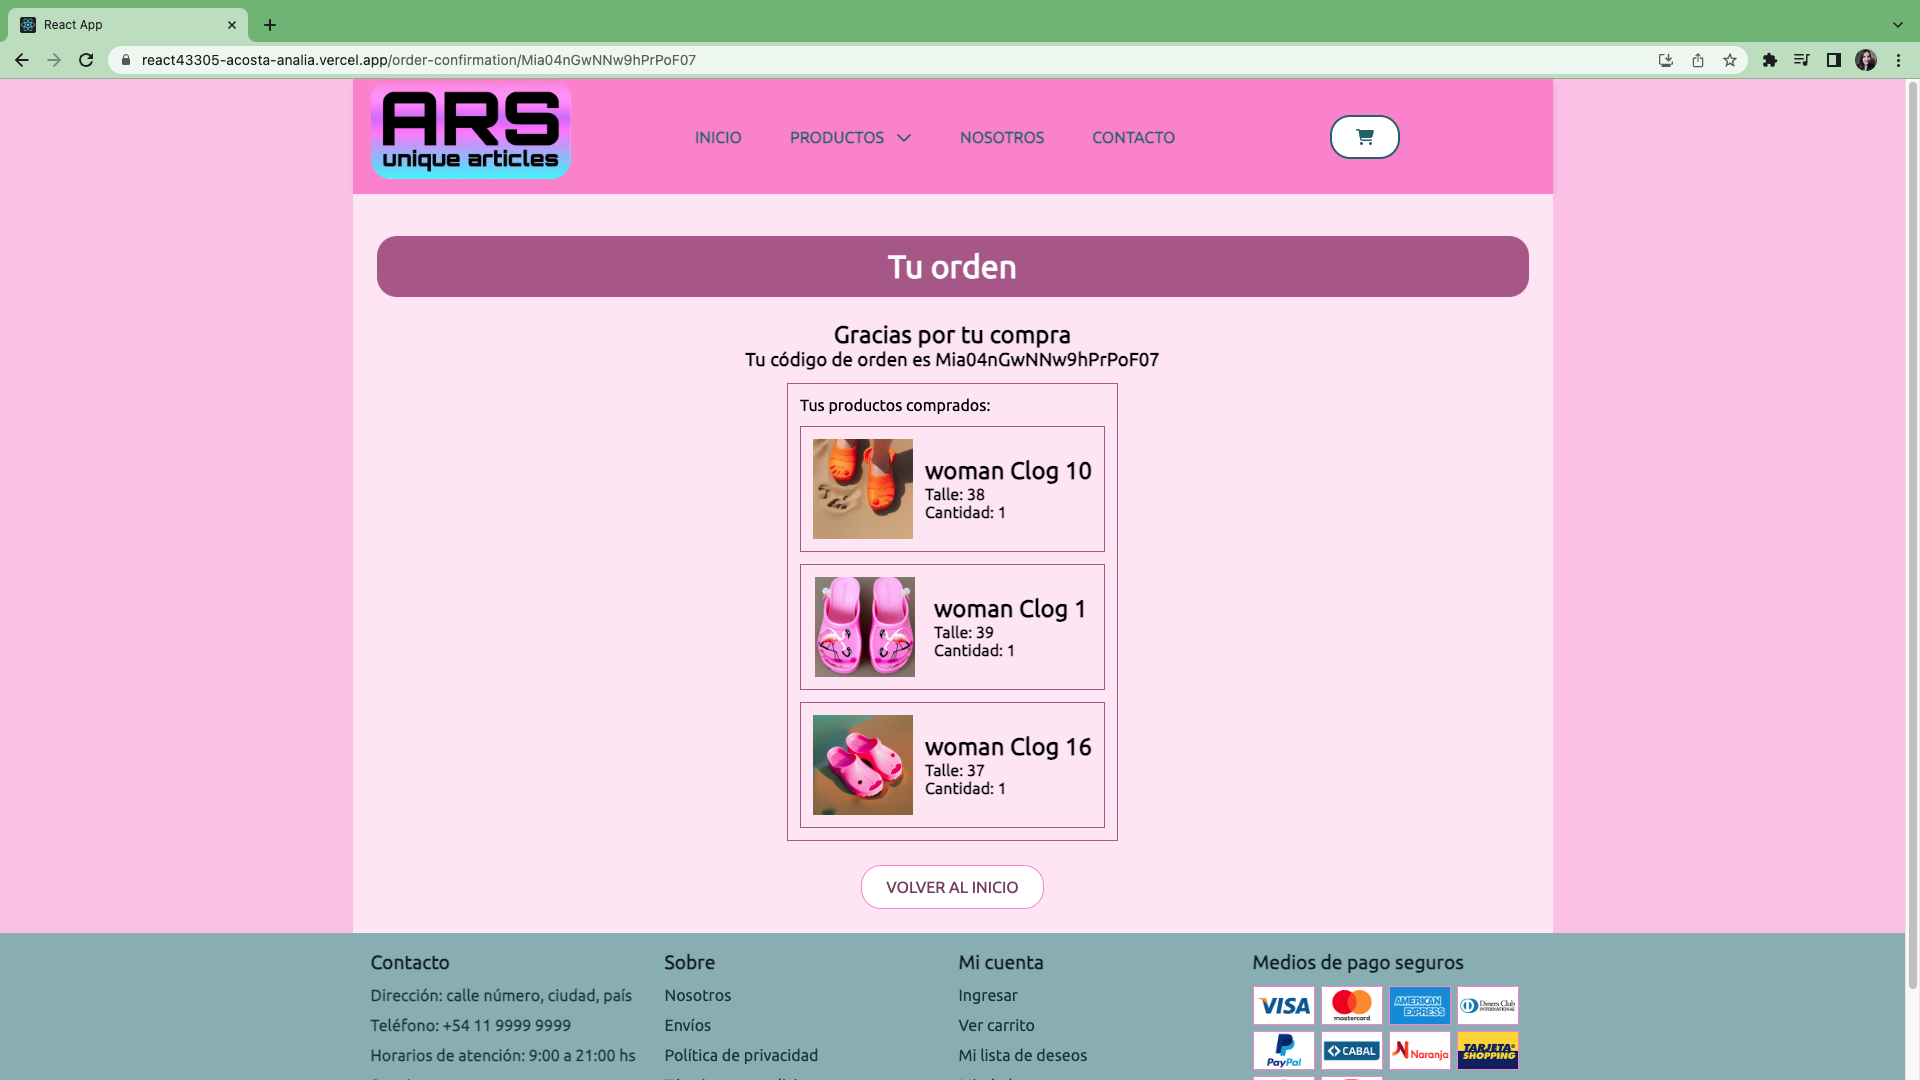 React App
react43305-acosta-analia.vercel.app/order-confirmation/Mia04nGwNNw9hPrPoF07
ARS
unique articles
INICIO
PRODUCTOS
NOSOTROS
CONTACTO
Tu orden
Gracias por tu compra
Tu código de orden es Mia04nGwNNw9hPrPoF07
Tus productos comprados:
woman Clog 10
Talle: 38
Cantidad: 1
woman Clog 1
Talle: 39
Cantidad: 1
woman Clog 16
Talle: 37
Cantidad: 1
VOLVER AL INICIO
Contacto
Dirección: calle número, ciudad, país
Teléfono: +54 11 9999 9999
Horarios de atención: 9:00 a 21:00 hs
Sobre
Nosotros
Envíos
Política de privacidad
Mi cuenta
Ingresar
Ver carrito
Mi lista de deseos
Medios de pago seguros
VISA
mastercard
AMERICAN EXPRESS
Diners Club
INTERNATIONAL
PayPal
CABAL
Naranja
TARJETA
SHOPPING